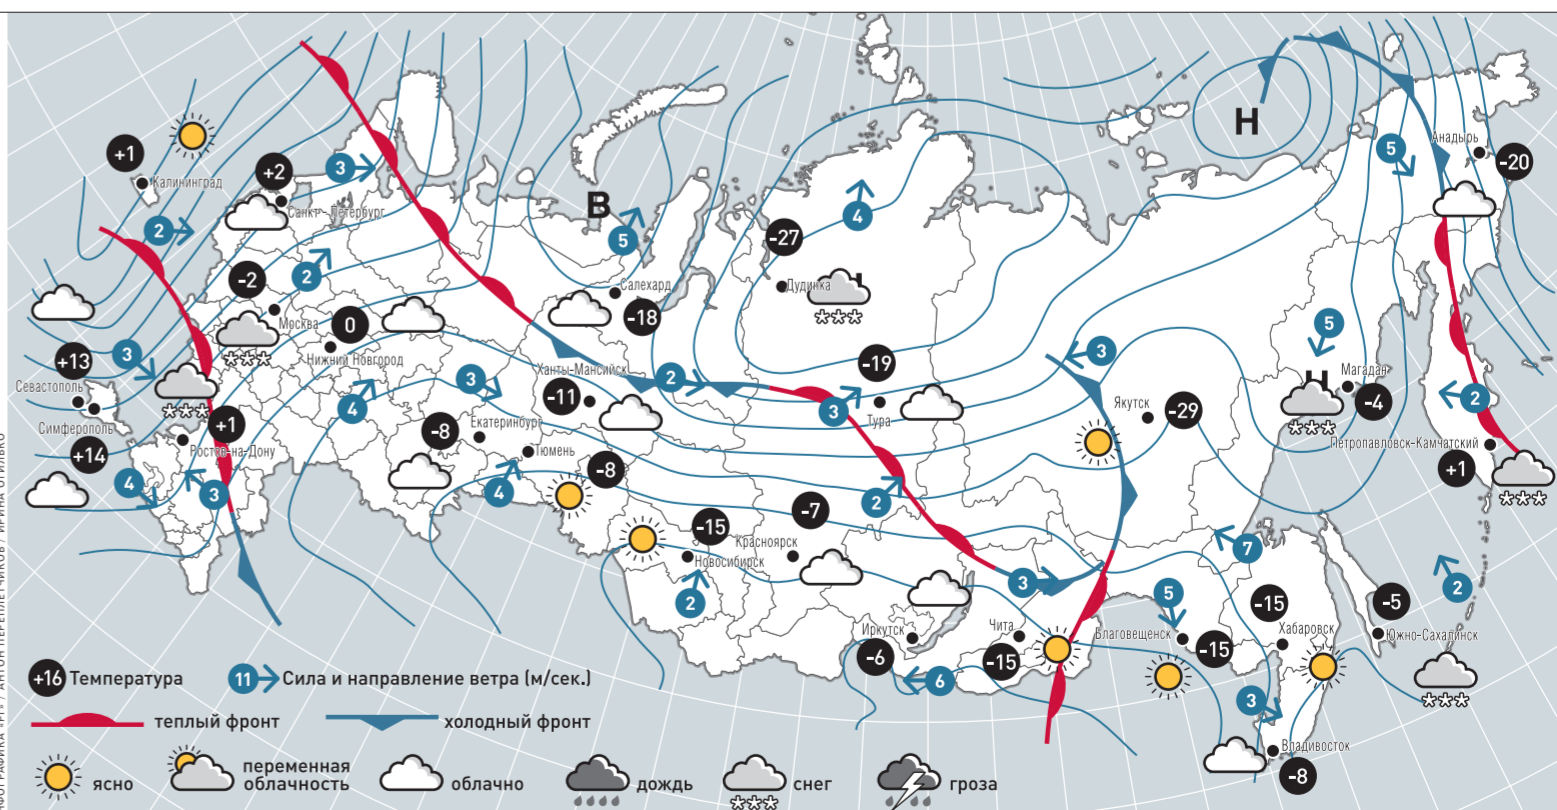 Н
Анадырь
-20
5
+1
Калининград
+2
3
Санкт - Петербург
2
В
5
4
-27
Дудинка
2
-2
Москва
Салехард
-18
0
Нижний Новгород
5
+13
3
Севастополь
Симферополь
+14
+1
Ростов-на-Дону
4
3
4
3
Ханты-Мансийск
-11
2
-19
3
Тура
3
Якутск
-29
Магадан
-4
2
Петропавловск-Камчатский
+1
-8
Екатеринбург
Тюмень
4
-8
-15
Новосибирск
-7
Красноярск
2
2
7
2
3
5
-15
-5
Иркутск
-6
Чита
-15
Благовещенск
-15
Хабаровск
Южно-Сахалинск
6
3
Владивосток
-8
+16 Температура
11 Сила и направление ветра (м/сек.)
теплый фронт
холодный фронт
ясно
переменная
облачность
облачно
дождь
снег
гроза